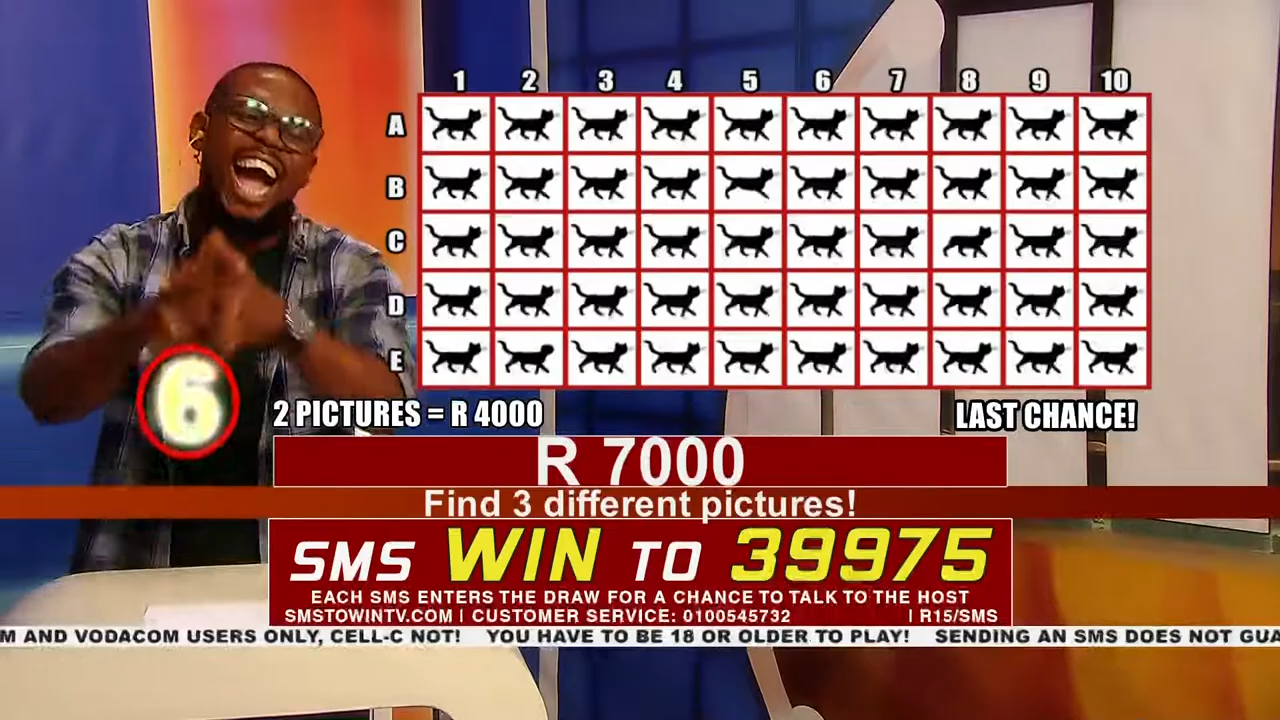 1 2 3 4 5 6 7 8 9 10
A
B
C
D
E
6
2 PICTURES = R 4000
LAST CHANCE!
R 7000
Find 3 different pictures!
SMS WIN TO 39975
EACH SMS ENTERS THE DRAW FOR A CHANCE TO TALK TO THE HOST
SMSTOWINTV.COM | CUSTOMER SERVICE: 0100545732 | R15/SMS
M AND VODACOM USERS ONLY, CELL-C NOT! YOU HAVE TO BE 18 OR OLDER TO PLAY! SENDING AN SMS DOES NOT GUA